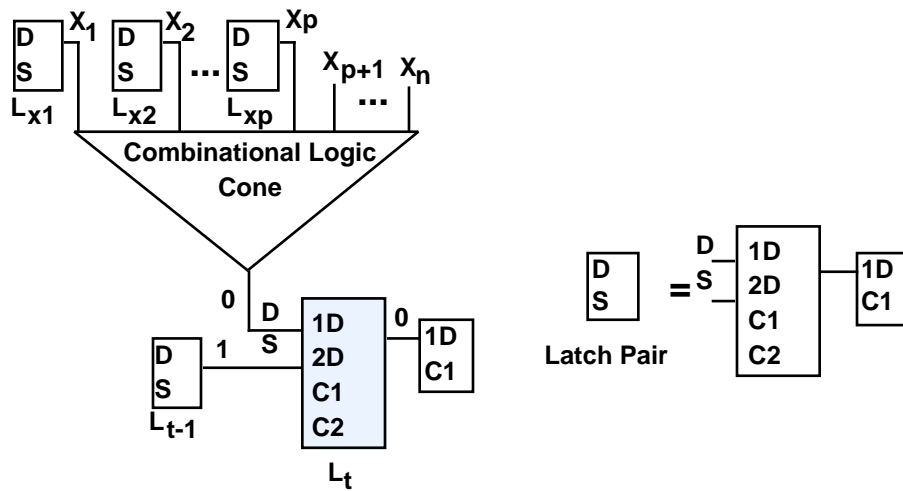 D S X1
D S X2
...
D S Xp
Xp+1 ... Xn
Lx1 Lx2 Lxp
Combinational Logic
Cone
0 D
S
1D
2D
C1
C2
0
1D
C1
1
D
S
Lt-1
Lt
D
S
=
D
S
1D
2D
C1
C2
1D
C1
Latch Pair